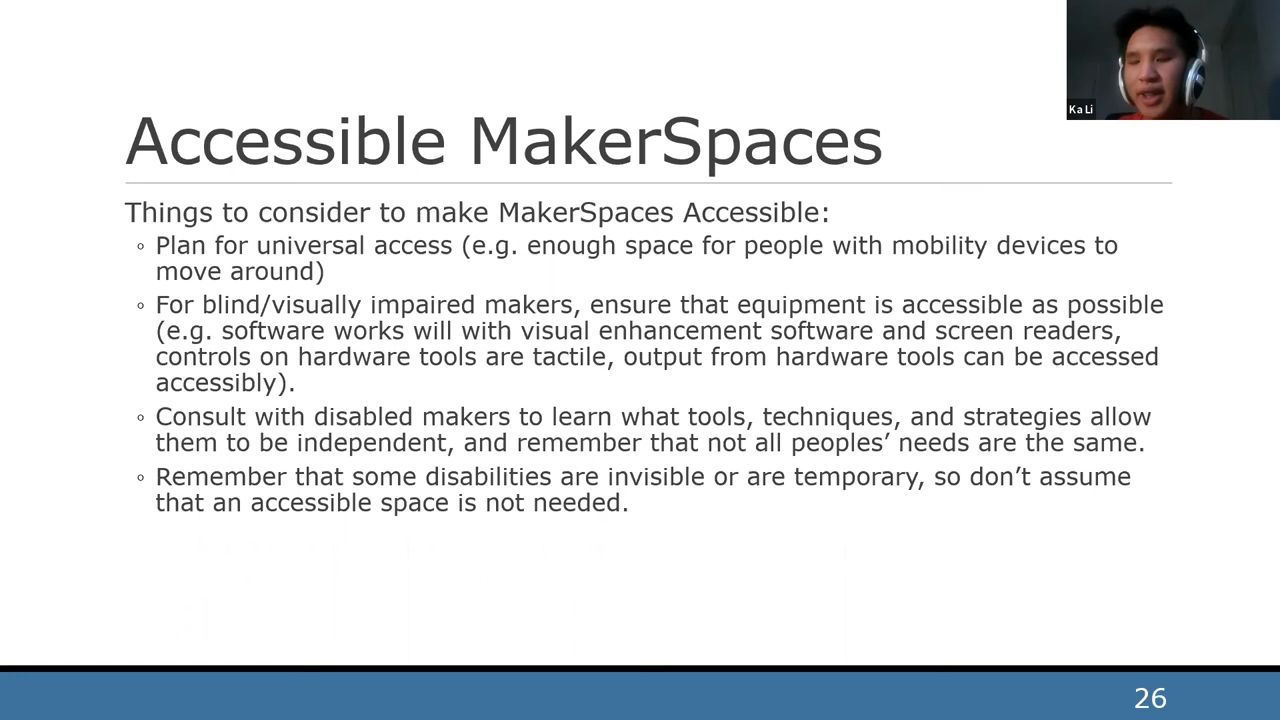 Ka Li
Accessible MakerSpaces
Things to consider to make MakerSpaces Accessible:
◦ Plan for universal access (e.g. enough space for people with mobility devices to
move around)
◦ For blind/visually impaired makers, ensure that equipment is accessible as possible
(e.g. software works will with visual enhancement software and screen readers,
controls on hardware tools are tactile, output from hardware tools can be accessed
accessibly).
◦ Consult with disabled makers to learn what tools, techniques, and strategies allow
them to be independent, and remember that not all peoples’ needs are the same.
◦ Remember that some disabilities are invisible or are temporary, so don’t assume
that an accessible space is not needed.
26